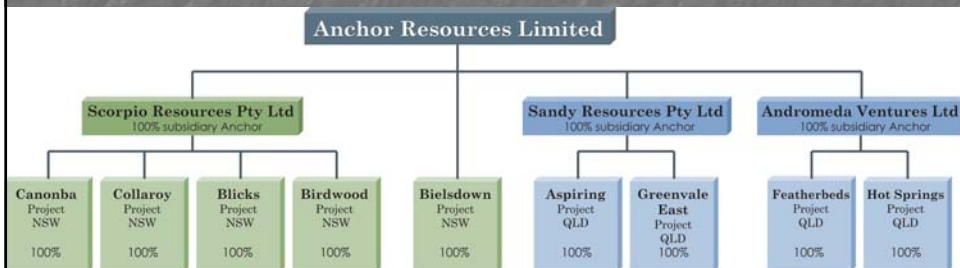 Anchor Resources Limited
Scorpio Resources Pty Ltd
100% subsidiary Anchor
Sandy Resources Pty Ltd
100% subsidiary Anchor
Andromeda Ventures Ltd
100% subsidiary Anchor
Canonba
Project
NSW
100%
Collaroy
Project
NSW
100%
Blicks
Project
NSW
100%
Birdwood
Project
NSW
100%
Bielsdown
Project
NSW
100%
Aspiring
Project
QLD
100%
Greenvale
East
Project
QLD
100%
Featherbeds
Project
QLD
100%
Hot Springs
Project
QLD
100%